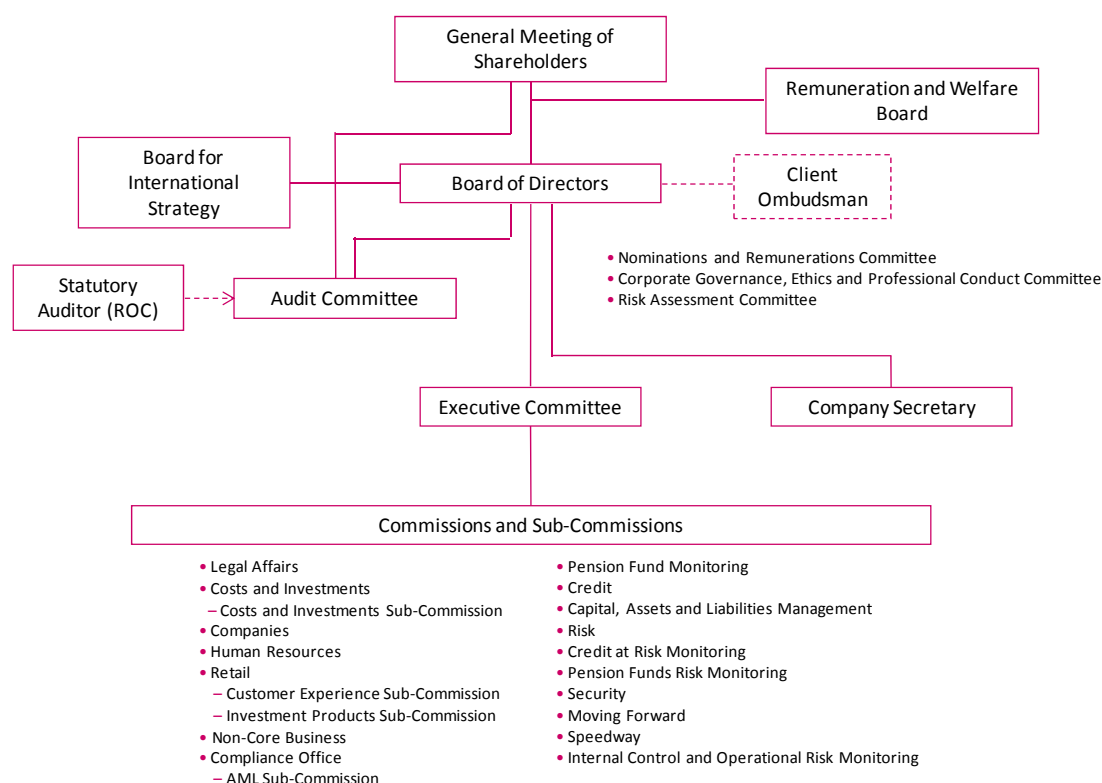 General Meeting of
Shareholders
Remuneration and Welfare
Board
Board for
International
Strategy
Board of Directors
Client
Ombudsman
• Nominations and Remunerations Committee
• Corporate Governance, Ethics and Professional Conduct Committee
• Risk Assessment Committee
Statutory
Auditor (ROC)
Audit Committee
Executive Committee
Company Secretary
Commissions and Sub-Commissions
• Legal Affairs
• Costs and Investments
– Costs and Investments Sub-Commission
• Companies
• Human Resources
• Retail
– Customer Experience Sub-Commission
– Investment Products Sub-Commission
• Non-Core Business
• Compliance Office
– AML Sub-Commission
• Pension Fund Monitoring
• Credit
• Capital, Assets and Liabilities Management
• Risk
• Credit at Risk Monitoring
• Pension Funds Risk Monitoring
• Security
• Moving Forward
• Speedway
• Internal Control and Operational Risk Monitoring